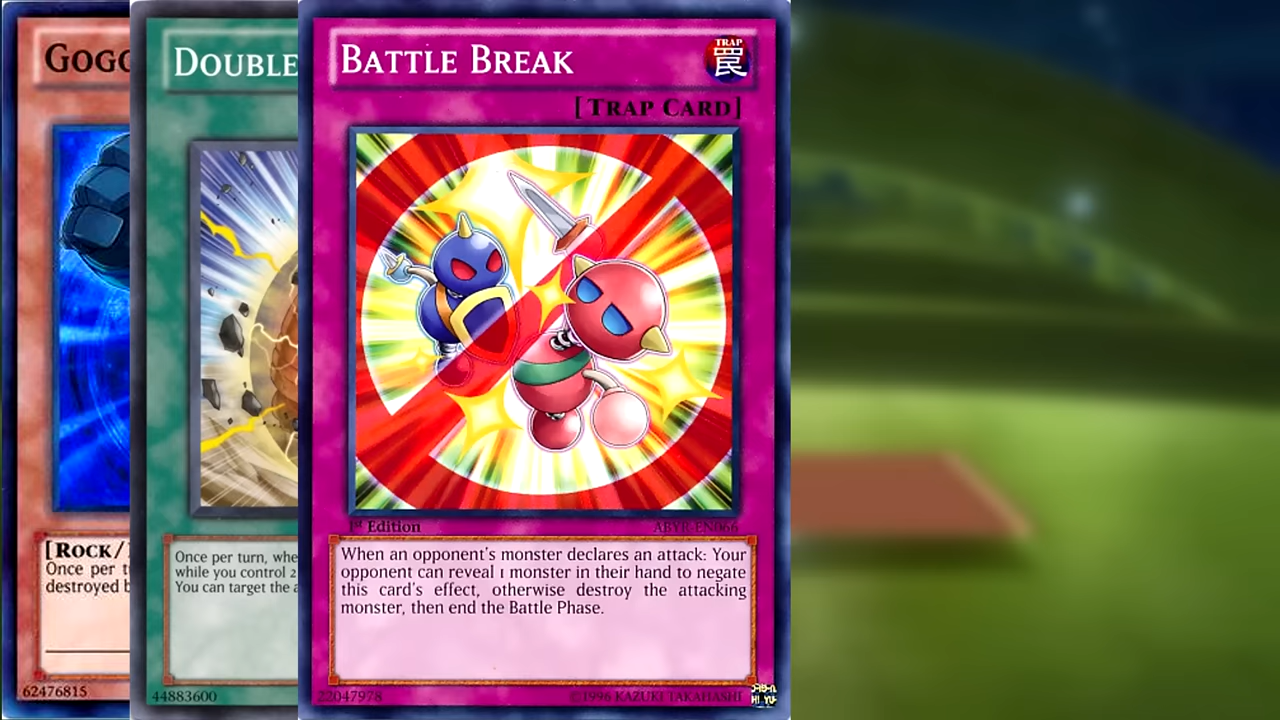 GOGO
[ROCK/
Once per t
destroyed b
62476815
DOUBLE
Once per turn, whe
while you control 2
You can target the a
44883600
BATTLE BREAK
TRAP
罠
[TRAP CARD]
1st Edition
ABYR-EN066
When an opponent's monster declares an attack: Your
opponent can reveal 1 monster in their hand to negate
this card's effect, otherwise destroy the attacking
monster, then end the Battle Phase.
22047978
©1996 KAZUKI TAKAHASHI